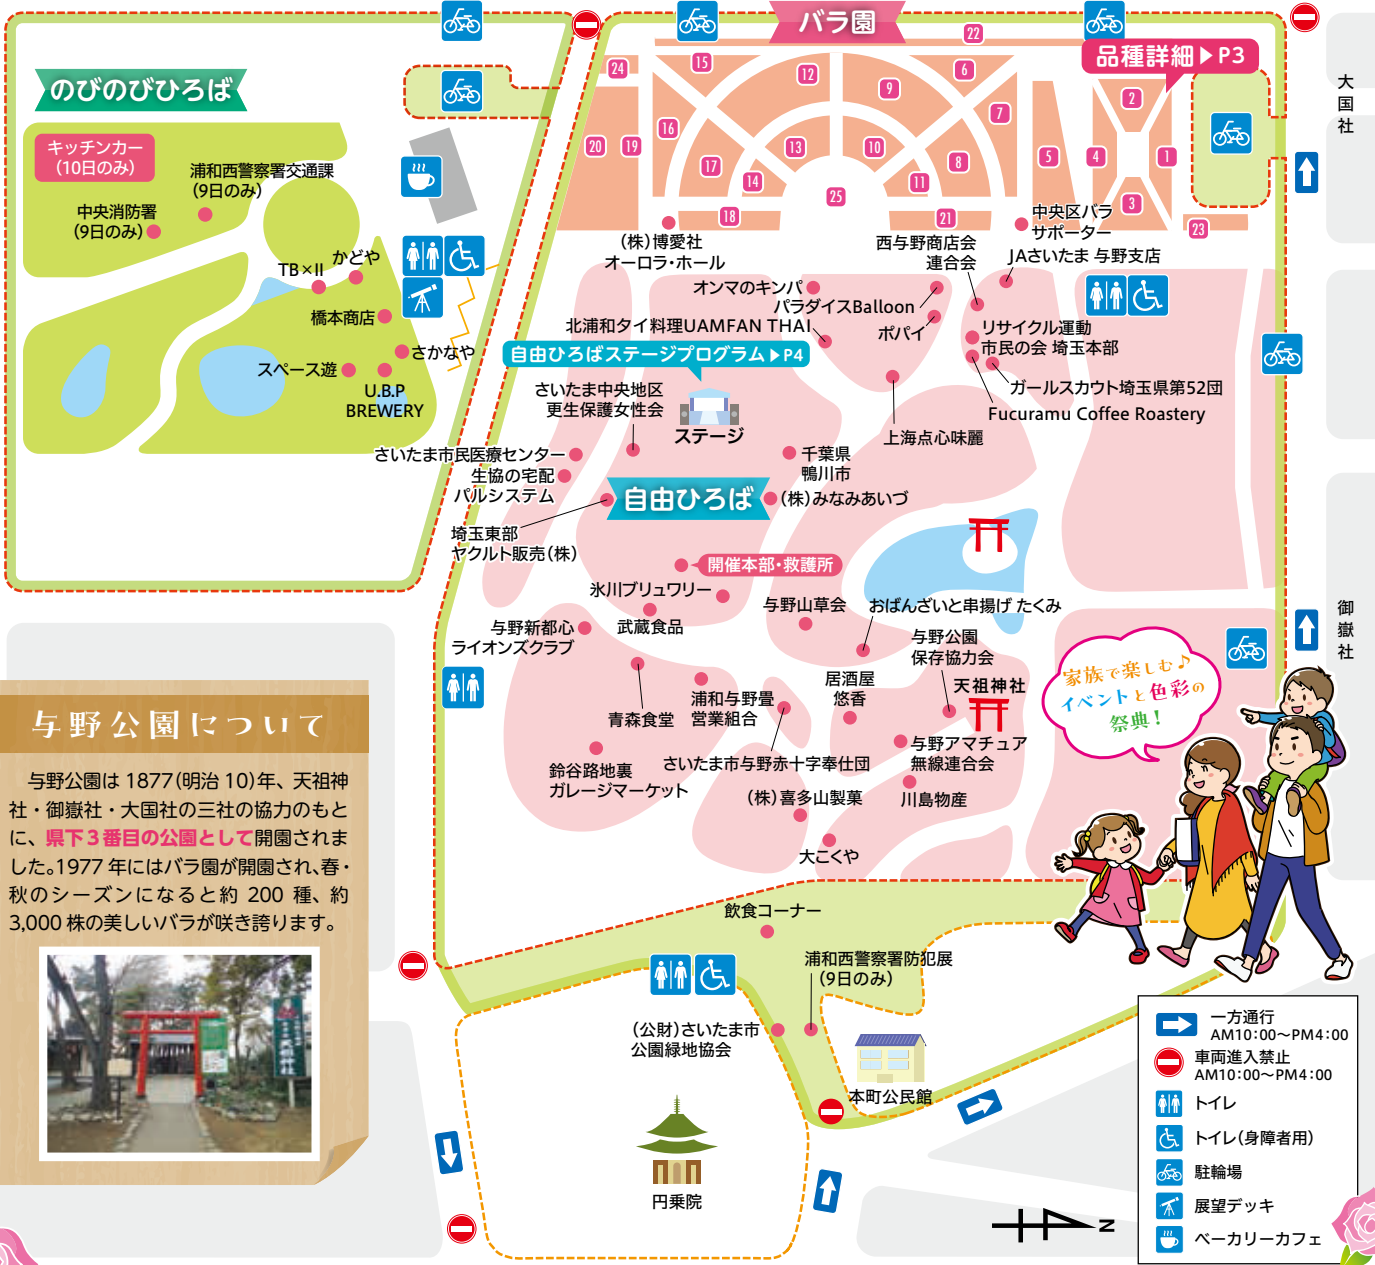 バラ園
品種詳細▶P3
のびのびひろば
キッチンカー
(10日のみ)
浦和西警察署交通課
(9日のみ)
中央消防署
(9日のみ)
TB×II
かどや
橋本商店
さかなや
スペース遊
U.B.P
BREWERY
22
24
15
12
9
6
7
2
20
19
16
17
13
10
8
5
4
1
14
11
25
3
18
21
23
大国社
(株)博愛社
オーロラ・ホール
西与野商店会
連合会
中央区バラ
サポーター
JAさいたま 与野支店
オンマのキンパ
パラダイスBalloon
ポパイ
北浦和タイ料理UAMFAN THAI
リサイクル運動
市民の会 埼玉本部
自由ひろばステージプログラム▶P4
ガールスカウト埼玉県第52団
Fucuramu Coffee Roastery
さいたま中央地区
更生保護女性会
ステージ
上海点心味麗
さいたま市民医療センター
生協の宅配
パルシステム
千葉県
鴨川市
自由ひろば
(株)みなみあいづ
埼玉東部
ヤクルト販売(株)
開催本部・救護所
氷川ブリュワリー
武蔵食品
与野山草会
おばんざいと串揚げ たくみ
与野新都心
ライオンズクラブ
与野公園
保存協力会
御嶽社
居酒屋
悠香
天祖神社
青森食堂
浦和与野畳
営業組合
与野アマチュア
無線連合会
さいたま市与野赤十字奉仕団
鈴谷路地裏
ガレージマーケット
(株)喜多山製菓
川島物産
大こくや
家族で楽しむ♪
イベントと色彩の
祭典！
与野公園について
与野公園は1877(明治10)年、天祖神
社・御嶽社・大国社の三社の協力のもと
に、県下3番目の公園として開園されま
した。1977年にはバラ園が開園され、春・
秋のシーズンになると約 200 種、約
3,000株の美しいバラが咲き誇ります。
天祖神社
飲食コーナー
浦和西警察署防犯展
(9日のみ)
(公財)さいたま市
公園緑地協会
本町公民館
円乗院
N
一方通行
AM10:00〜PM4:00
車両進入禁止
AM10:00〜PM4:00
トイレ
トイレ(身障者用)
駐輪場
展望デッキ
ベーカリーカフェ